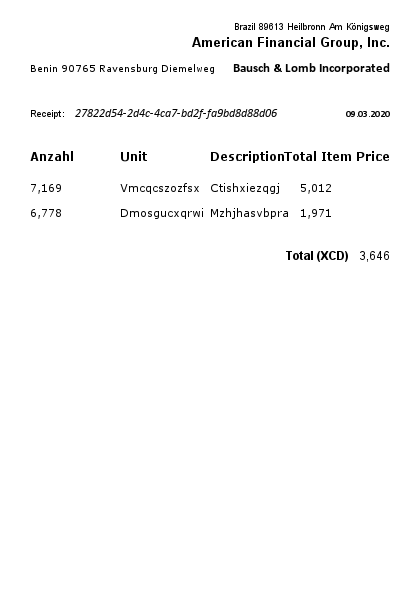 Brazil 89613 Heilbronn Am Königsweg
American Financial Group, Inc.
Benin 90765 Ravensburg Diemelweg Bausch & Lomb Incorporated
Receipt: 27822d54-2d4c-4ca7-bd2f-fa9bd8d88d06 09.03.2020
Anzahl Unit Description Total Item Price
7,169 Vmcqcszozfsx Ctishxiezqgj 5,012
6,778 Dmosgucxqrwi Mzhjhasvbpra 1,971
Total (XCD) 3,646